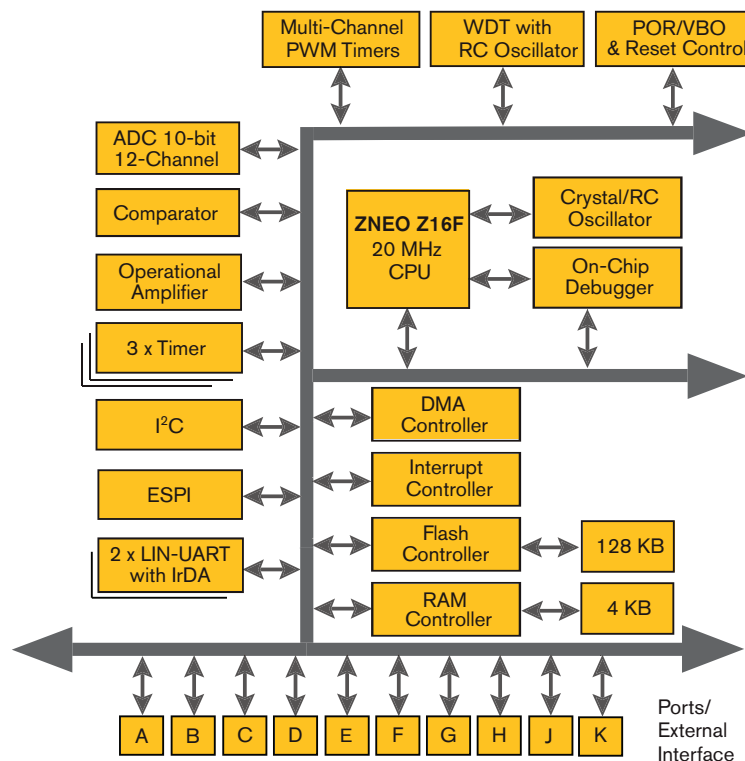 Multi-Channel
PWM Timers
WDT with
RC Oscillator
POR/VBO
& Reset Control
ADC 10-bit
12-Channel
Comparator
Operational
Amplifier
3 x Timer
I²C
ESPI
2 x LIN-UART
with IrDA
ZNEO Z16F
20 MHz
CPU
Crystal/RC
Oscillator
On-Chip
Debugger
DMA
Controller
Interrupt
Controller
Flash
Controller
128 KB
RAM
Controller
4 KB
A
B
C
D
E
F
G
H
J
K
Ports/
External
Interface